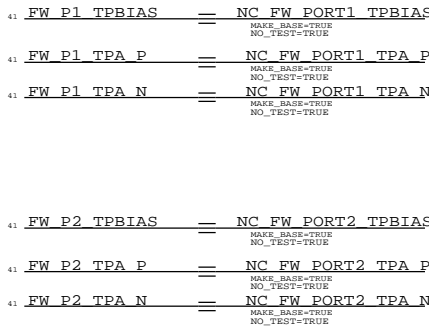 41 FW_P1_TPBIAS = NC_FW_PORT1_TPBIAS
MAKE_BASE=TRUE
NO_TEST=TRUE
41 FW_P1_TPA_P = NC_FW_PORT1_TPA_P
MAKE_BASE=TRUE
NO_TEST=TRUE
41 FW_P1_TPA_N = NC_FW_PORT1_TPA_N
MAKE_BASE=TRUE
NO_TEST=TRUE
41 FW_P2_TPBIAS = NC_FW_PORT2_TPBIAS
MAKE_BASE=TRUE
NO_TEST=TRUE
41 FW_P2_TPA_P = NC_FW_PORT2_TPA_P
MAKE_BASE=TRUE
NO_TEST=TRUE
41 FW_P2_TPA_N = NC_FW_PORT2_TPA_N
MAKE_BASE=TRUE
NO_TEST=TRUE